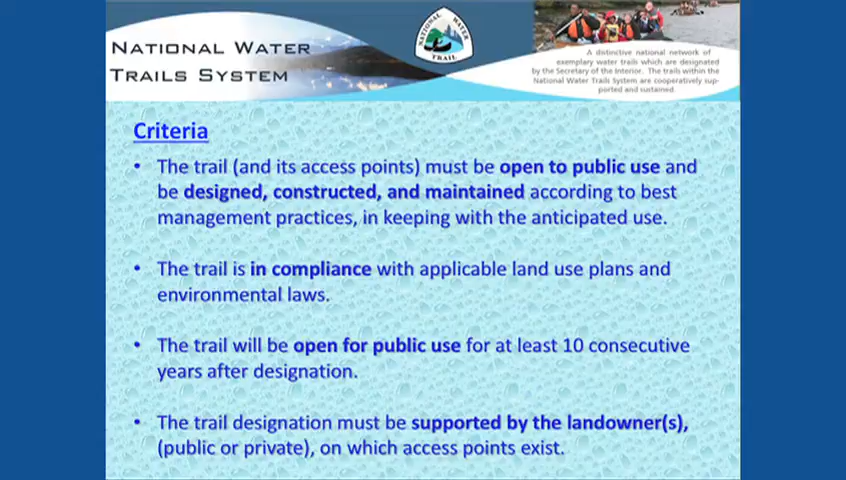 NATIONAL WATER
TRAILS SYSTEM
NATIONAL WATER
TRAIL
A distinctive national network of
exemplary water trails which are designated
by the Secretary of the Interior. The trails within the
National Water Trails System are cooperatively sup-
ported and sustained.
Criteria
• The trail (and its access points) must be open to public use and
be designed, constructed, and maintained according to best
management practices, in keeping with the anticipated use.
• The trail is in compliance with applicable land use plans and
environmental laws.
• The trail will be open for public use for at least 10 consecutive
years after designation.
• The trail designation must be supported by the landowner(s),
(public or private), on which access points exist.